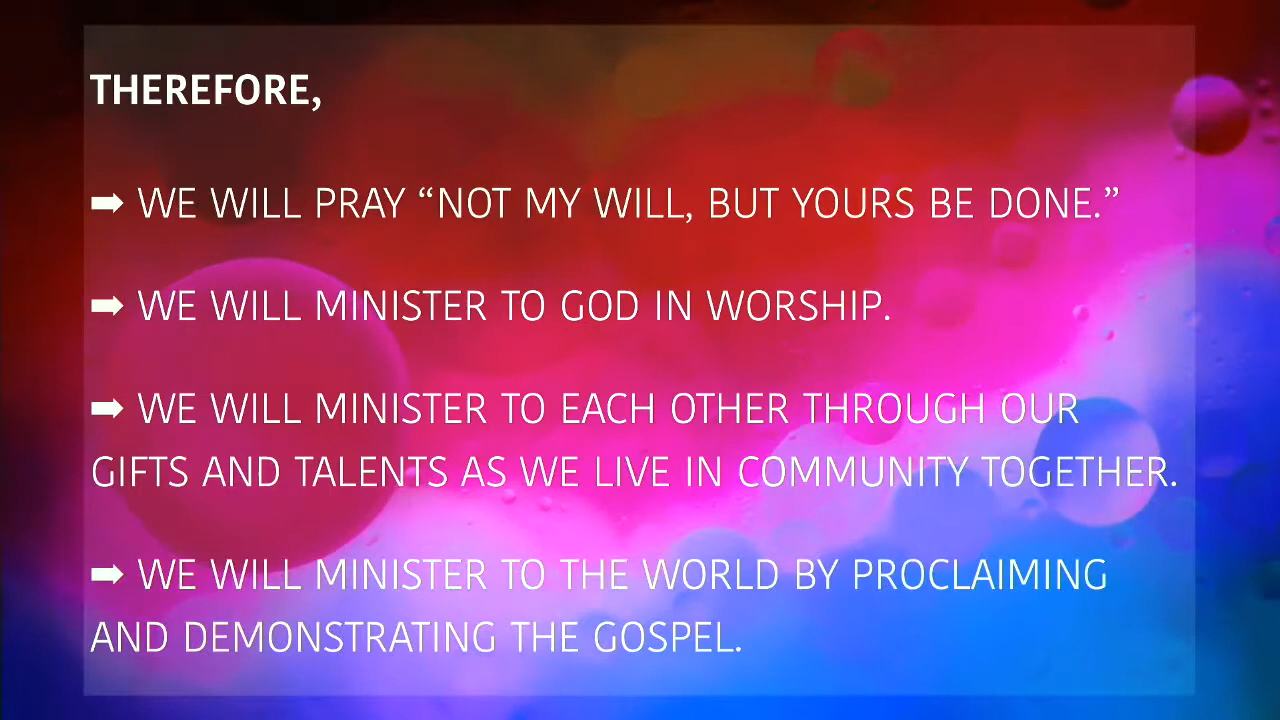 THEREFORE,
➡ WE WILL PRAY “NOT MY WILL, BUT YOURS BE DONE.”
➡ WE WILL MINISTER TO GOD IN WORSHIP.
➡ WE WILL MINISTER TO EACH OTHER THROUGH OUR
GIFTS AND TALENTS AS WE LIVE IN COMMUNITY TOGETHER.
➡ WE WILL MINISTER TO THE WORLD BY PROCLAIMING
AND DEMONSTRATING THE GOSPEL.